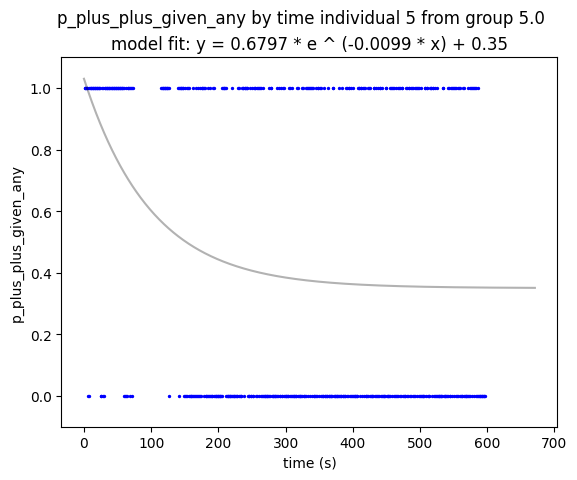 p_plus_plus_given_any by time individual 5 from group 5.0
model fit: y = 0.6797 * e ^ (-0.0099 * x) + 0.35
1.0
0.8
0.6
0.4
0.2
0.0
p_plus_plus_given_any
0 100 200 300 400 500 600 700
time (s)